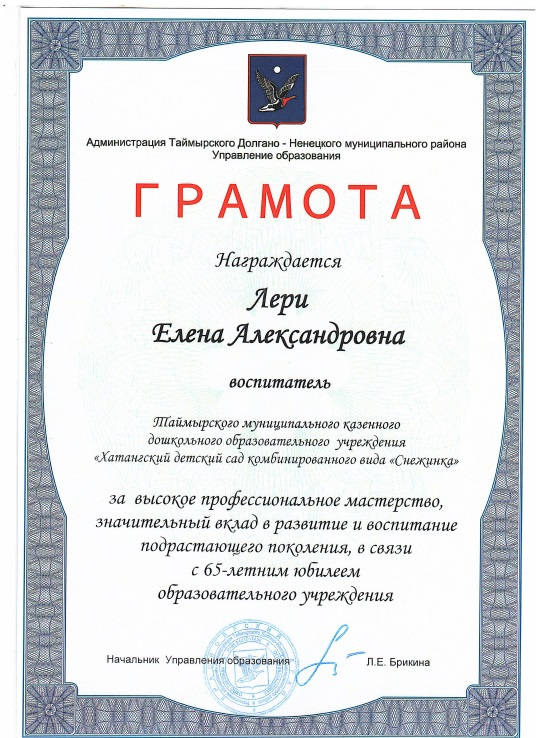 Администрация Таймырского Долгано - Ненецкого муниципального района
Управление образования
ГРАМОТА
Награждается
Лери
Елена Александровна
воспитатель
Таймырского муниципального казенного
дошкольного образовательного учреждения
«Хатангский детский сад комбинированного вида «Снежинка»
за высокое профессиональное мастерство,
значительный вклад в развитие и воспитание
подрастающего поколения, в связи
с 65-летним юбилеем
образовательного учреждения
Начальник Управления образования Л.Е. Брикина